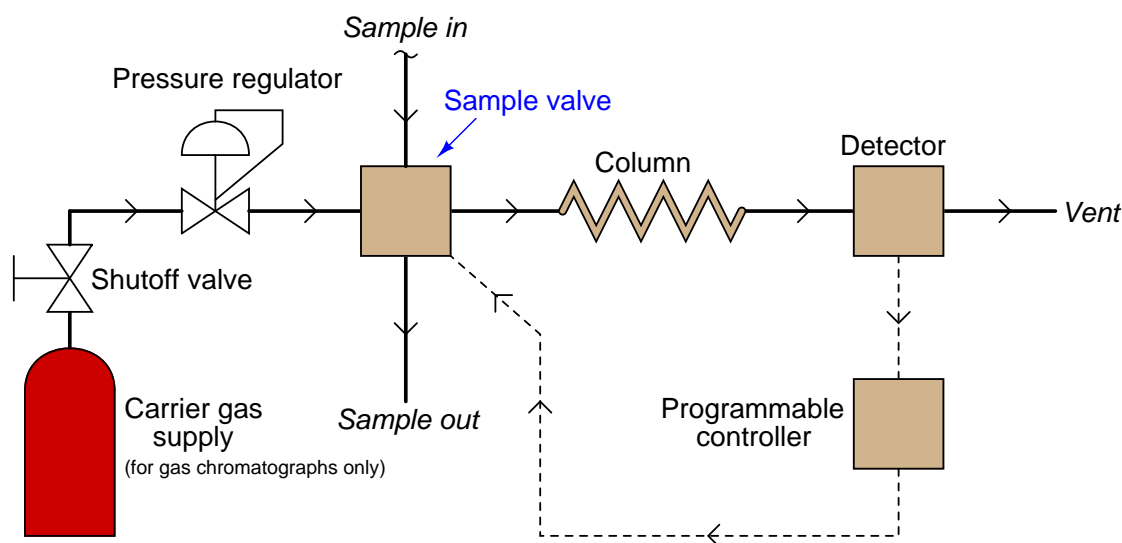 Sample in
Pressure regulator
Sample valve
Column
Detector
Vent
Shutoff valve
Carrier gas
supply
(for gas chromatographs only)
Sample out
Programmable
controller